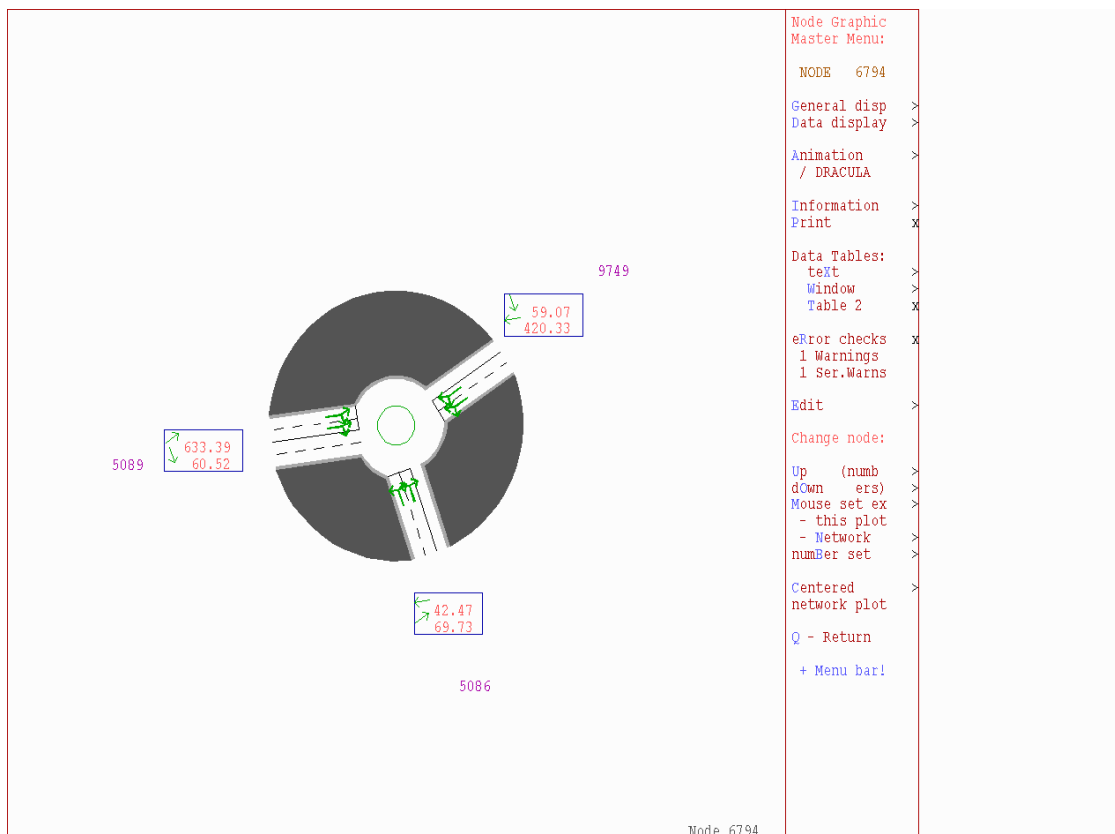 9749
59.07
420.33
633.39
60.52
5089
42.47
69.73
5086
Node 6794
Node Graphic
Master Menu:
NODE 6794
General disp >
Data display >
Animation >
/ DRACULA
Information >
Print x
Data Tables:
teXt >
Window >
Table 2 x
eRror checks x
1 Warnings
1 Ser.Warns
Edit >
Change node:
Up (numb >
dOwn ers) >
Mouse set ex >
- this plot
- Network >
numBer set >
Centered >
network plot
Q - Return
+ Menu bar!